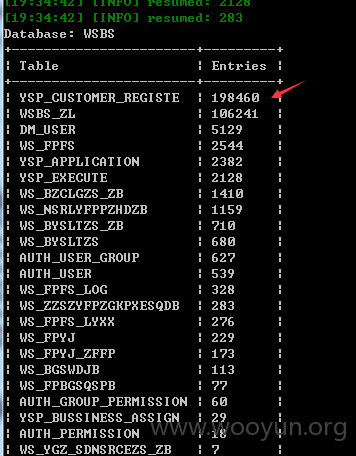 [19:34:42] [INFO] resumed: 2128
[19:34:42] [INFO] resumed: 283
Database: WSBS
+------------------------+---------+
| Table | Entries |
+------------------------+---------+
| YSP_CUSTOMER_REGISTE | 198460 |
| WSBS_ZL | 106241 |
| DM_USER | 5129 |
| WS_FPFS | 2544 |
| YSP_APPLICATION | 2382 |
| YSP_EXECUTE | 2128 |
| WS_BZCLGZS_ZB | 1410 |
| WS_NSRLYFPPZHDZB | 1159 |
| WS_BYSLTZS_ZB | 710 |
| WS_BYSLTZS | 680 |
| AUTH_USER_GROUP | 627 |
| AUTH_USER | 539 |
| WS_FPFS_LOG | 328 |
| WS_ZZSZYFPZGKPXESQDB | 283 |
| WS_FPFS_LYXX | 276 |
| WS_FPYJ | 229 |
| WS_FPYJ_ZFFP | 173 |
| WS_BGSWDJB | 113 |
| WS_FPBGSQSPB | 77 |
| AUTH_GROUP_PERMISSION | 60 |
| YSP_BUSSINESS_ASSIGN | 29 |
| AUTH_PERMISSION | 18 |
| WS_YGZ_SDNSRCEZS_ZB | 7 |
www.wooyun.org